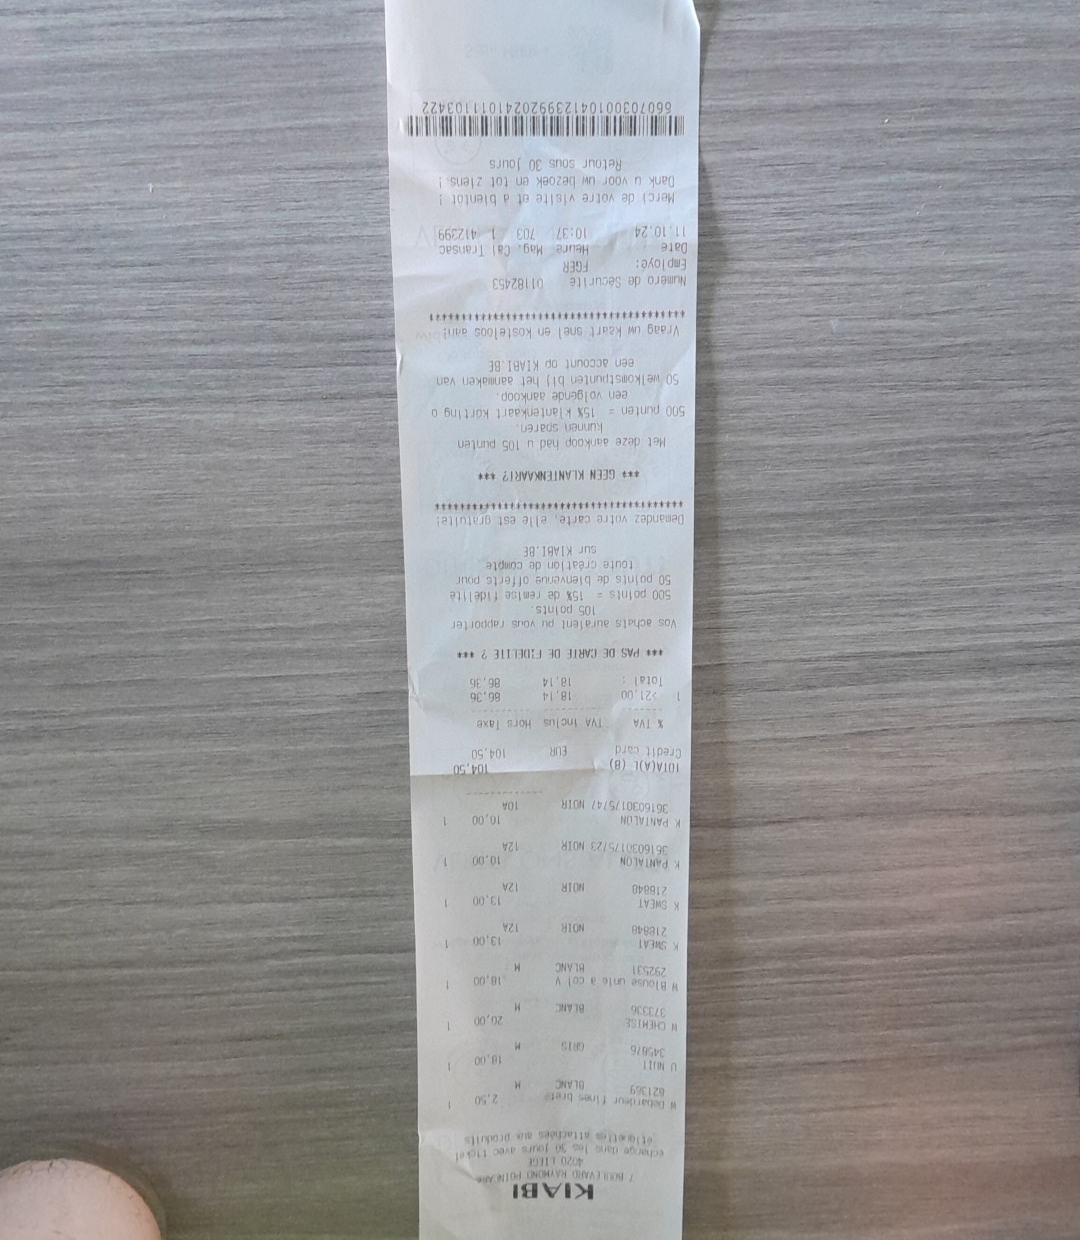 KIABI
7 BOULEVARD RAYMOND POINCARE
4020 LIEGE
echange dans les 30 jours avec ticket
étiquettes attachées aux produits
W Debardeur fines brete 2,50 1
621369 BLANC M
U NUIT 18,00 1
345876 GRIS M
W CHEMISE 20,00 1
373336 BLANC M
W Blouse unie a col V 18,00 1
292531 BLANC M
K SWEAT 13,00 1
218848 NOIR 12A
K SWEAT 13,00 1
218848 NOIR 12A
K PANTALON 10,00 1
3616030175723 NOIR 12A
K PANTALON 10,00 1
3616030175747 NOIR 10A
------------
TOTA(A)L (8) 104,50
Credit card EUR 104,50
% TVA TVA inclus Hors Taxe
1 >21,00 18,14 86,36
Total : 18,14 86,36
*** PAS DE CARTE DE FIDELITE ? ***
Vos achats auraient pu vous rapporter
105 points.
500 points = 15% de remise fidélité
50 points de bienvenue offerts pour
toute création de compte
sur KIABI.BE
Demandez votre carte, elle est gratuite!
*** GEEN KLANTENKAART? ***
Met deze aankoop had u 105 punten
kunnen sparen.
500 punten = 15% klantenkaart korting o
een volgende aankoop.
50 welkomstpunten bij het aanmaken van
een account op KIABI.BE
Vraag uw kaart snel en kosteloos aan!
Numéro de Sécurité 01182453
Employé: FGER
Date Heure Mag. Cai Transac
11.10.24 10:37 703 1 412399
Merci de votre visite et à bientôt !
Dank u voor uw bezoek en tot ziens !
Retour sous 30 jours
6607030010412399202410111103422